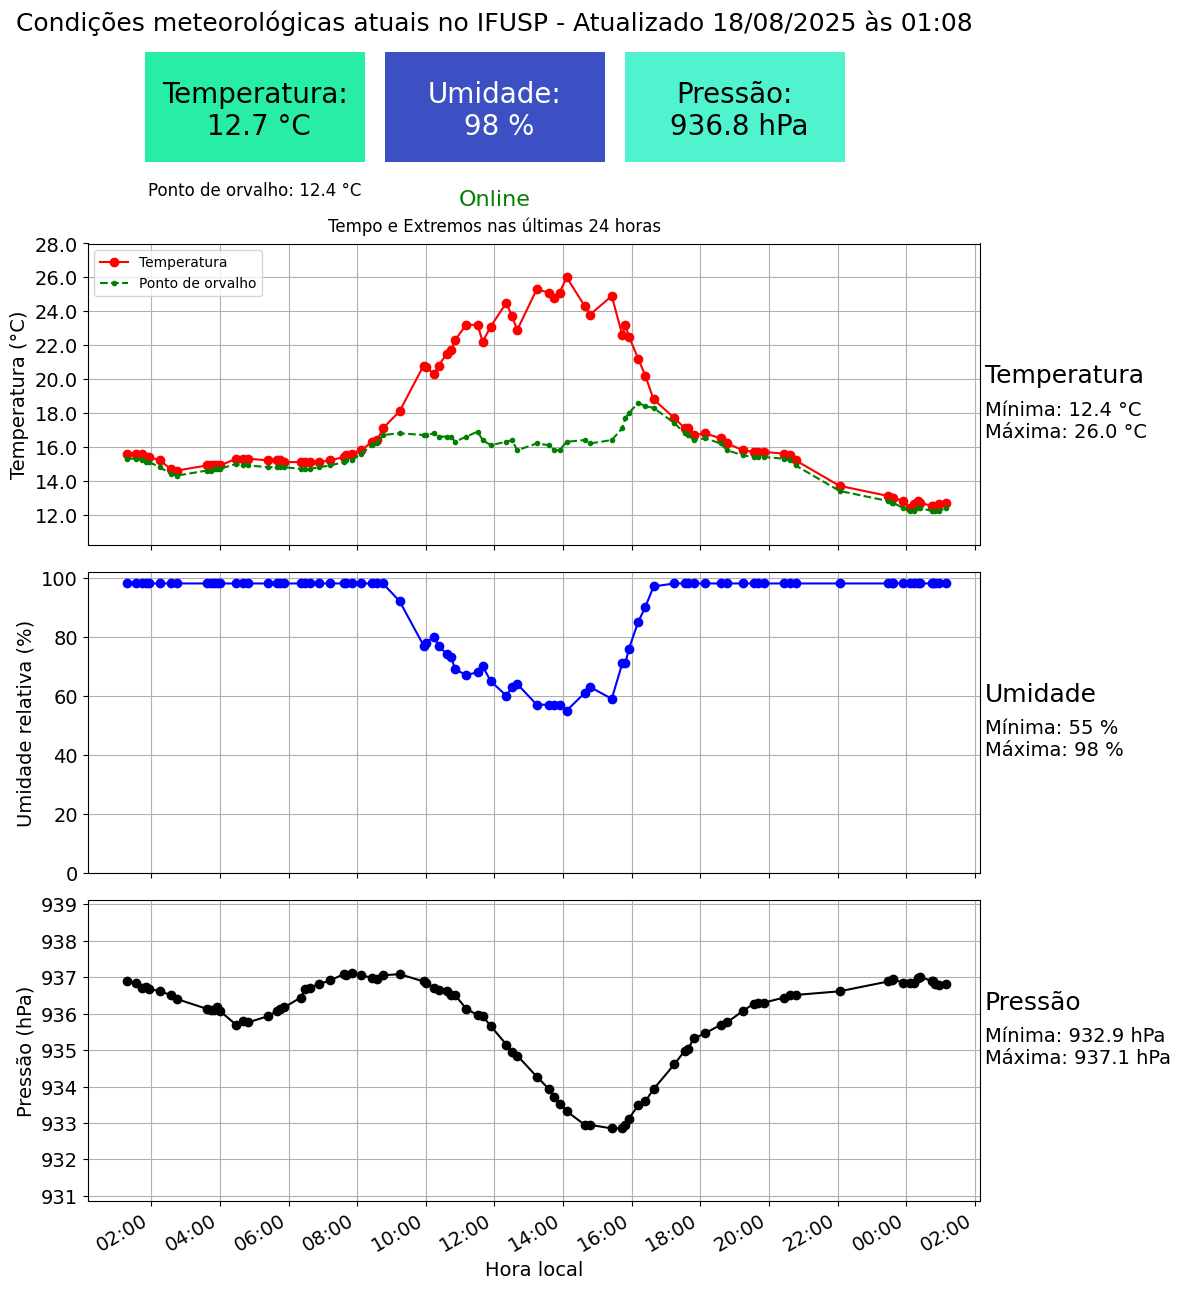 Condições meteorológicas atuais no IFUSP - Atualizado 18/08/2025 às 01:08
Temperatura:
12.7 °C
Umidade:
98 %
Pressão:
936.8 hPa
Ponto de orvalho: 12.4 °C
Online
Tempo e Extremos nas últimas 24 horas
Temperatura
Ponto de orvalho
Temperatura (°C)
28.0
26.0
24.0
22.0
20.0
18.0
16.0
14.0
12.0
Temperatura
Mínima: 12.4 °C
Máxima: 26.0 °C
Umidade relativa (%)
100
80
60
40
20
0
Umidade
Mínima: 55 %
Máxima: 98 %
Pressão (hPa)
939
938
937
936
935
934
933
932
931
Pressão
Mínima: 932.9 hPa
Máxima: 937.1 hPa
02:00
04:00
06:00
08:00
10:00
12:00
14:00
16:00
18:00
20:00
22:00
00:00
02:00
Hora local